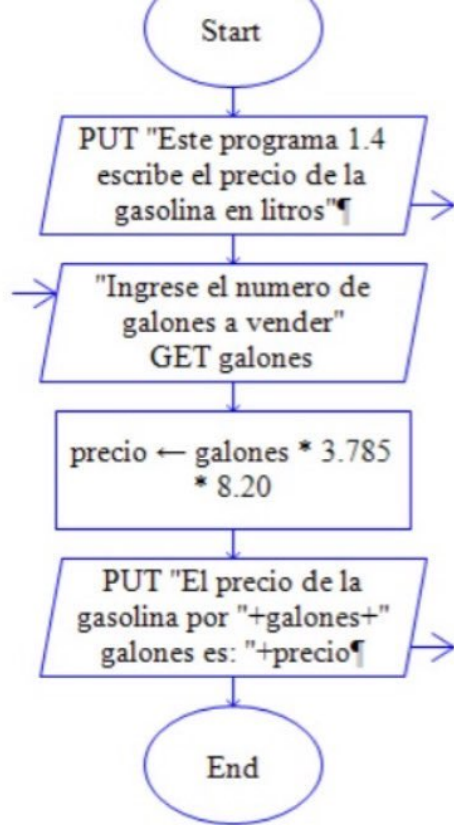 Start
PUT "Este programa 1.4
escribe el precio de la
gasolina en litros"¶
"Ingrese el numero de
galones a vender"
GET galones
precio ← galones * 3.785
* 8.20
PUT "El precio de la
gasolina por "+galones+"
galones es: "+precio¶
End